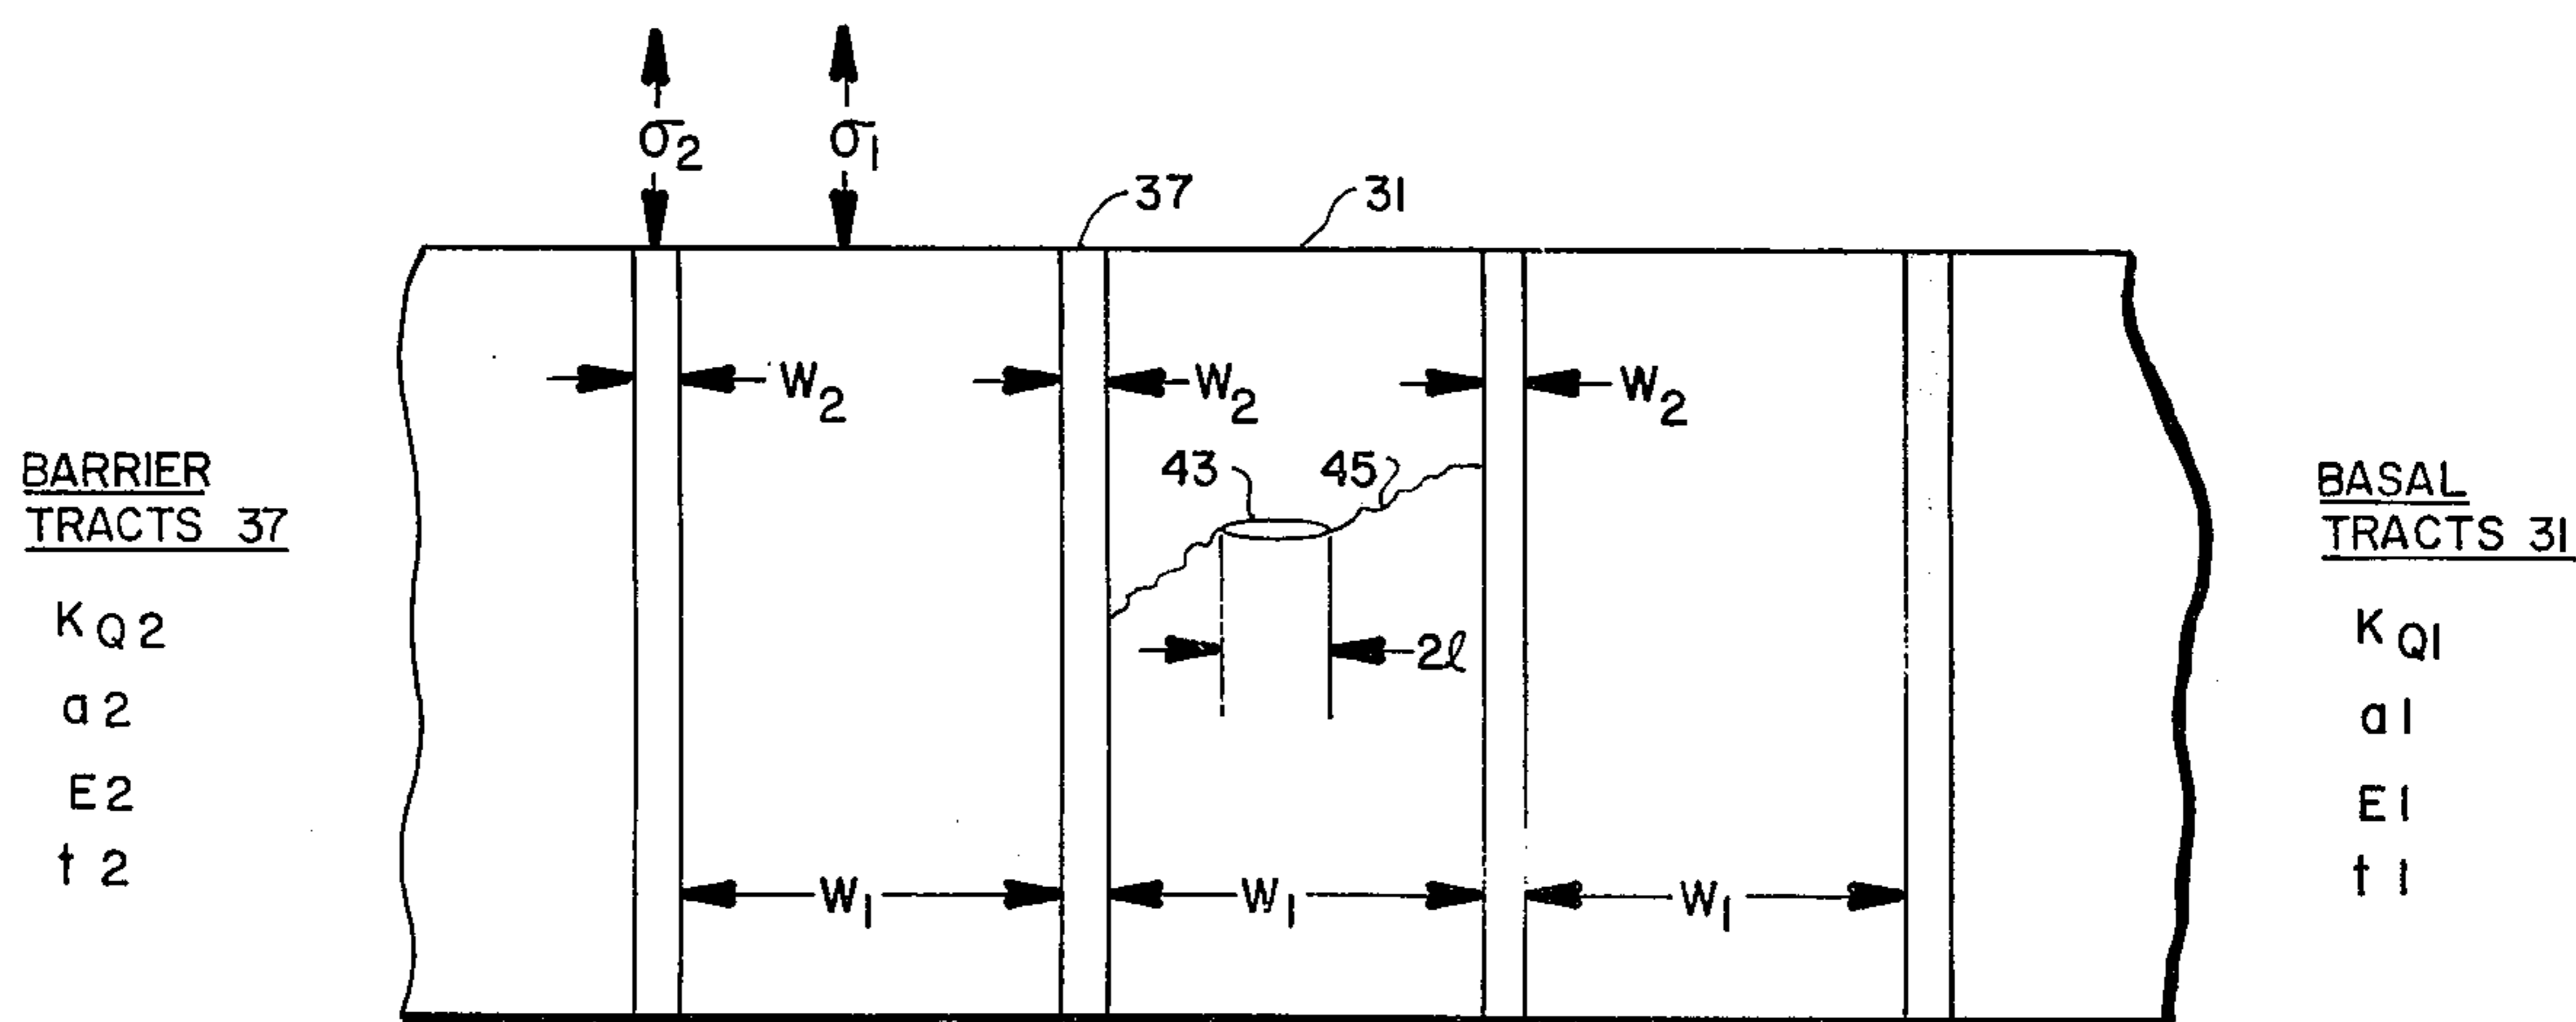 σ2 σ1
37 31
W2 W2 W2
43 45
BARRIER
TRACTS 37
KQ2
a2
E2
t2
2ℓ
W1 W1 W1
BASAL
TRACTS 31
KQ1
a1
E1
t1